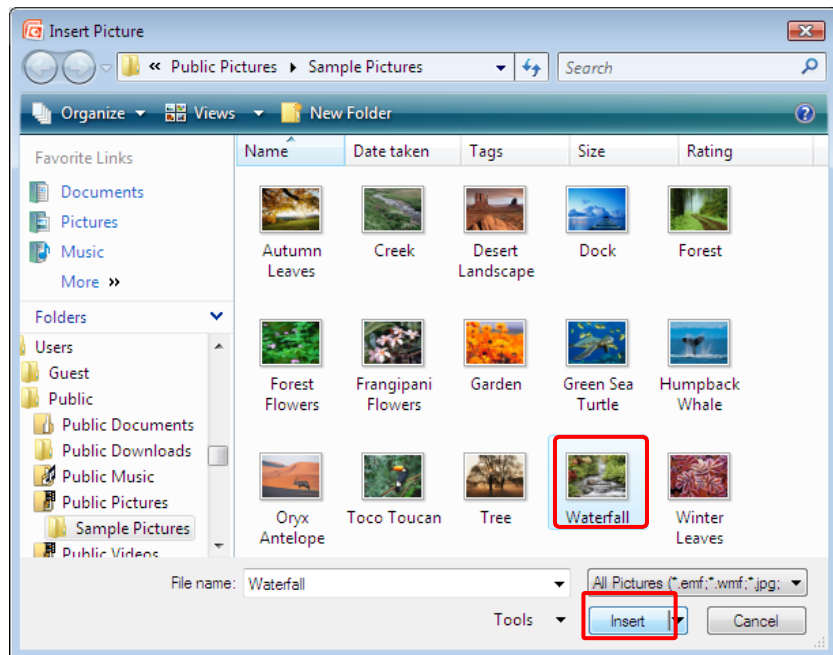 Insert Picture
« Public Pictures ▸ Sample Pictures
Search
Organize
Views
New Folder
Favorite Links
Documents
Pictures
Music
More »
Folders
Users
Guest
Public
Public Documents
Public Downloads
Public Music
Public Pictures
Sample Pictures
Public Videos
Name Date taken Tags Size Rating
Autumn
Leaves
Creek
Desert
Landscape
Dock
Forest
Forest
Flowers
Frangipani
Flowers
Garden
Green Sea
Turtle
Humpback
Whale
Oryx
Antelope
Toco Toucan
Tree
Waterfall
Winter
Leaves
File name: Waterfall
All Pictures (*.emf;*.wmf;*.jpg;
Tools
Insert
Cancel